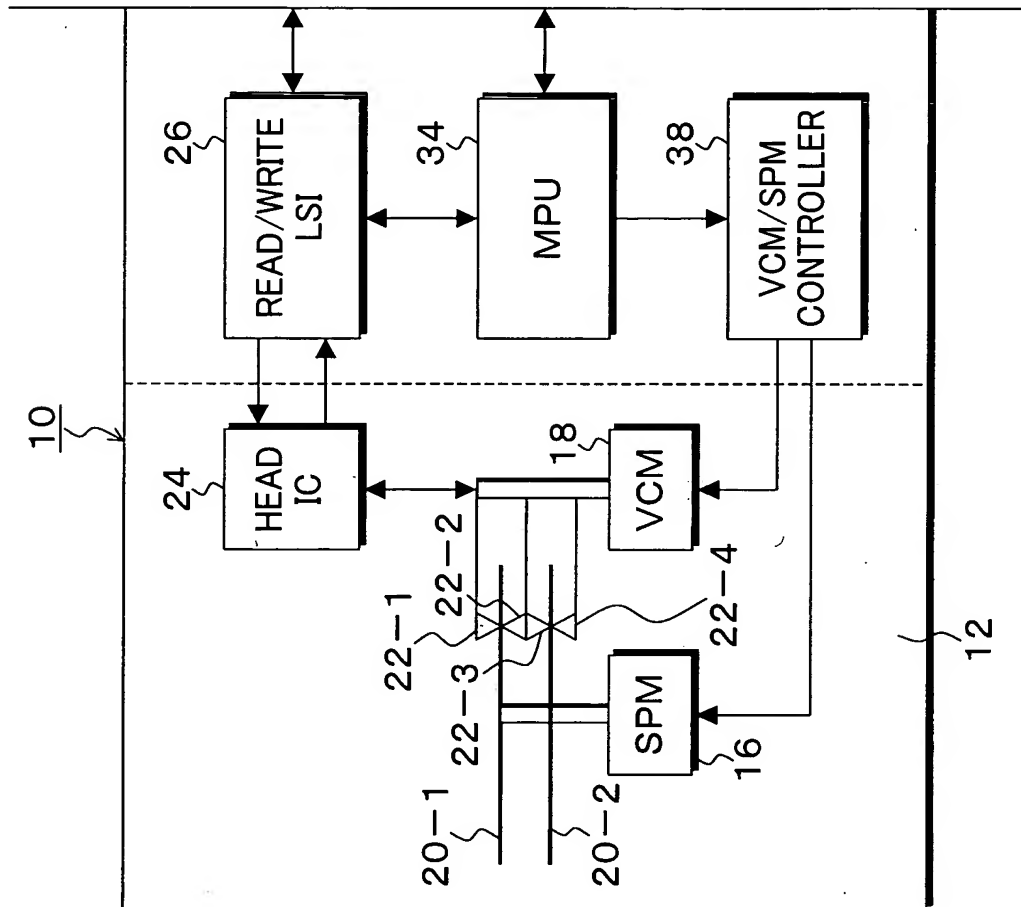 10
24
HEAD
IC
26
READ/WRITE
LSI
34
MPU
38
VCM/SPM
CONTROLLER
18
VCM
22-1
22-2
22-3
22-4
20-1
20-2
SPM
16
12